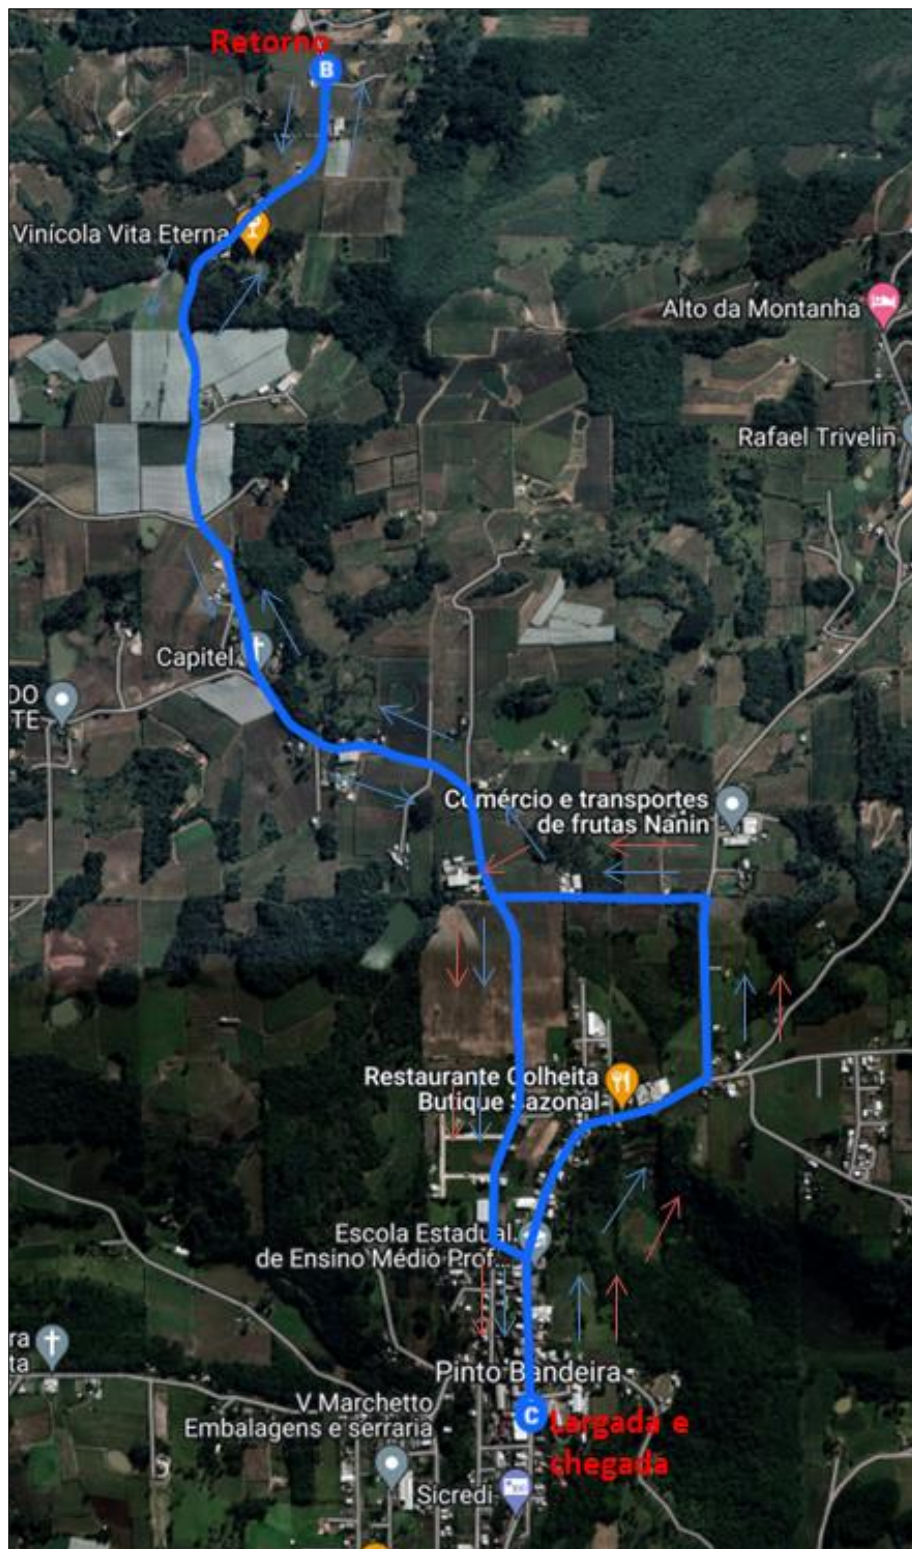 Retorno
B
Vinícola Vita Eterna
Alto da Montanha
Rafael Trivelin
Capitel
DO
TE
Comércio e transportes
de frutas Nanin
Restaurante Colheita
Butique Sazonal
Escola Estadual
de Ensino Médio Prof...
ra
ta
Pinto Bandeira
V Marchetto
Embalagens e serraria
C
Largada e
chegada
Sicredi